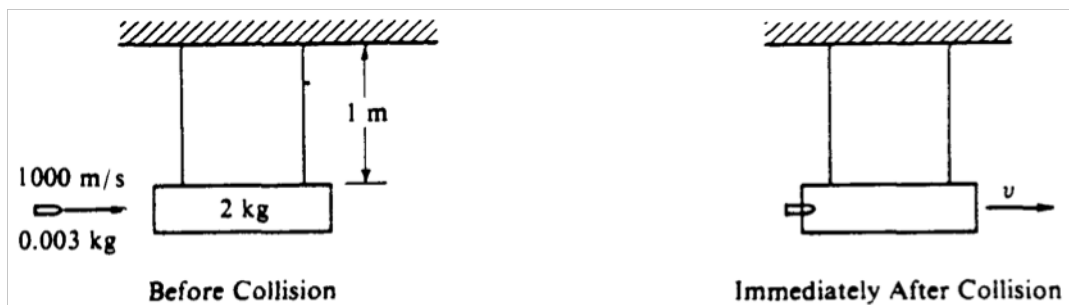 1 m
1000 m/s
2 kg
0.003 kg
υ
Before Collision
Immediately After Collision